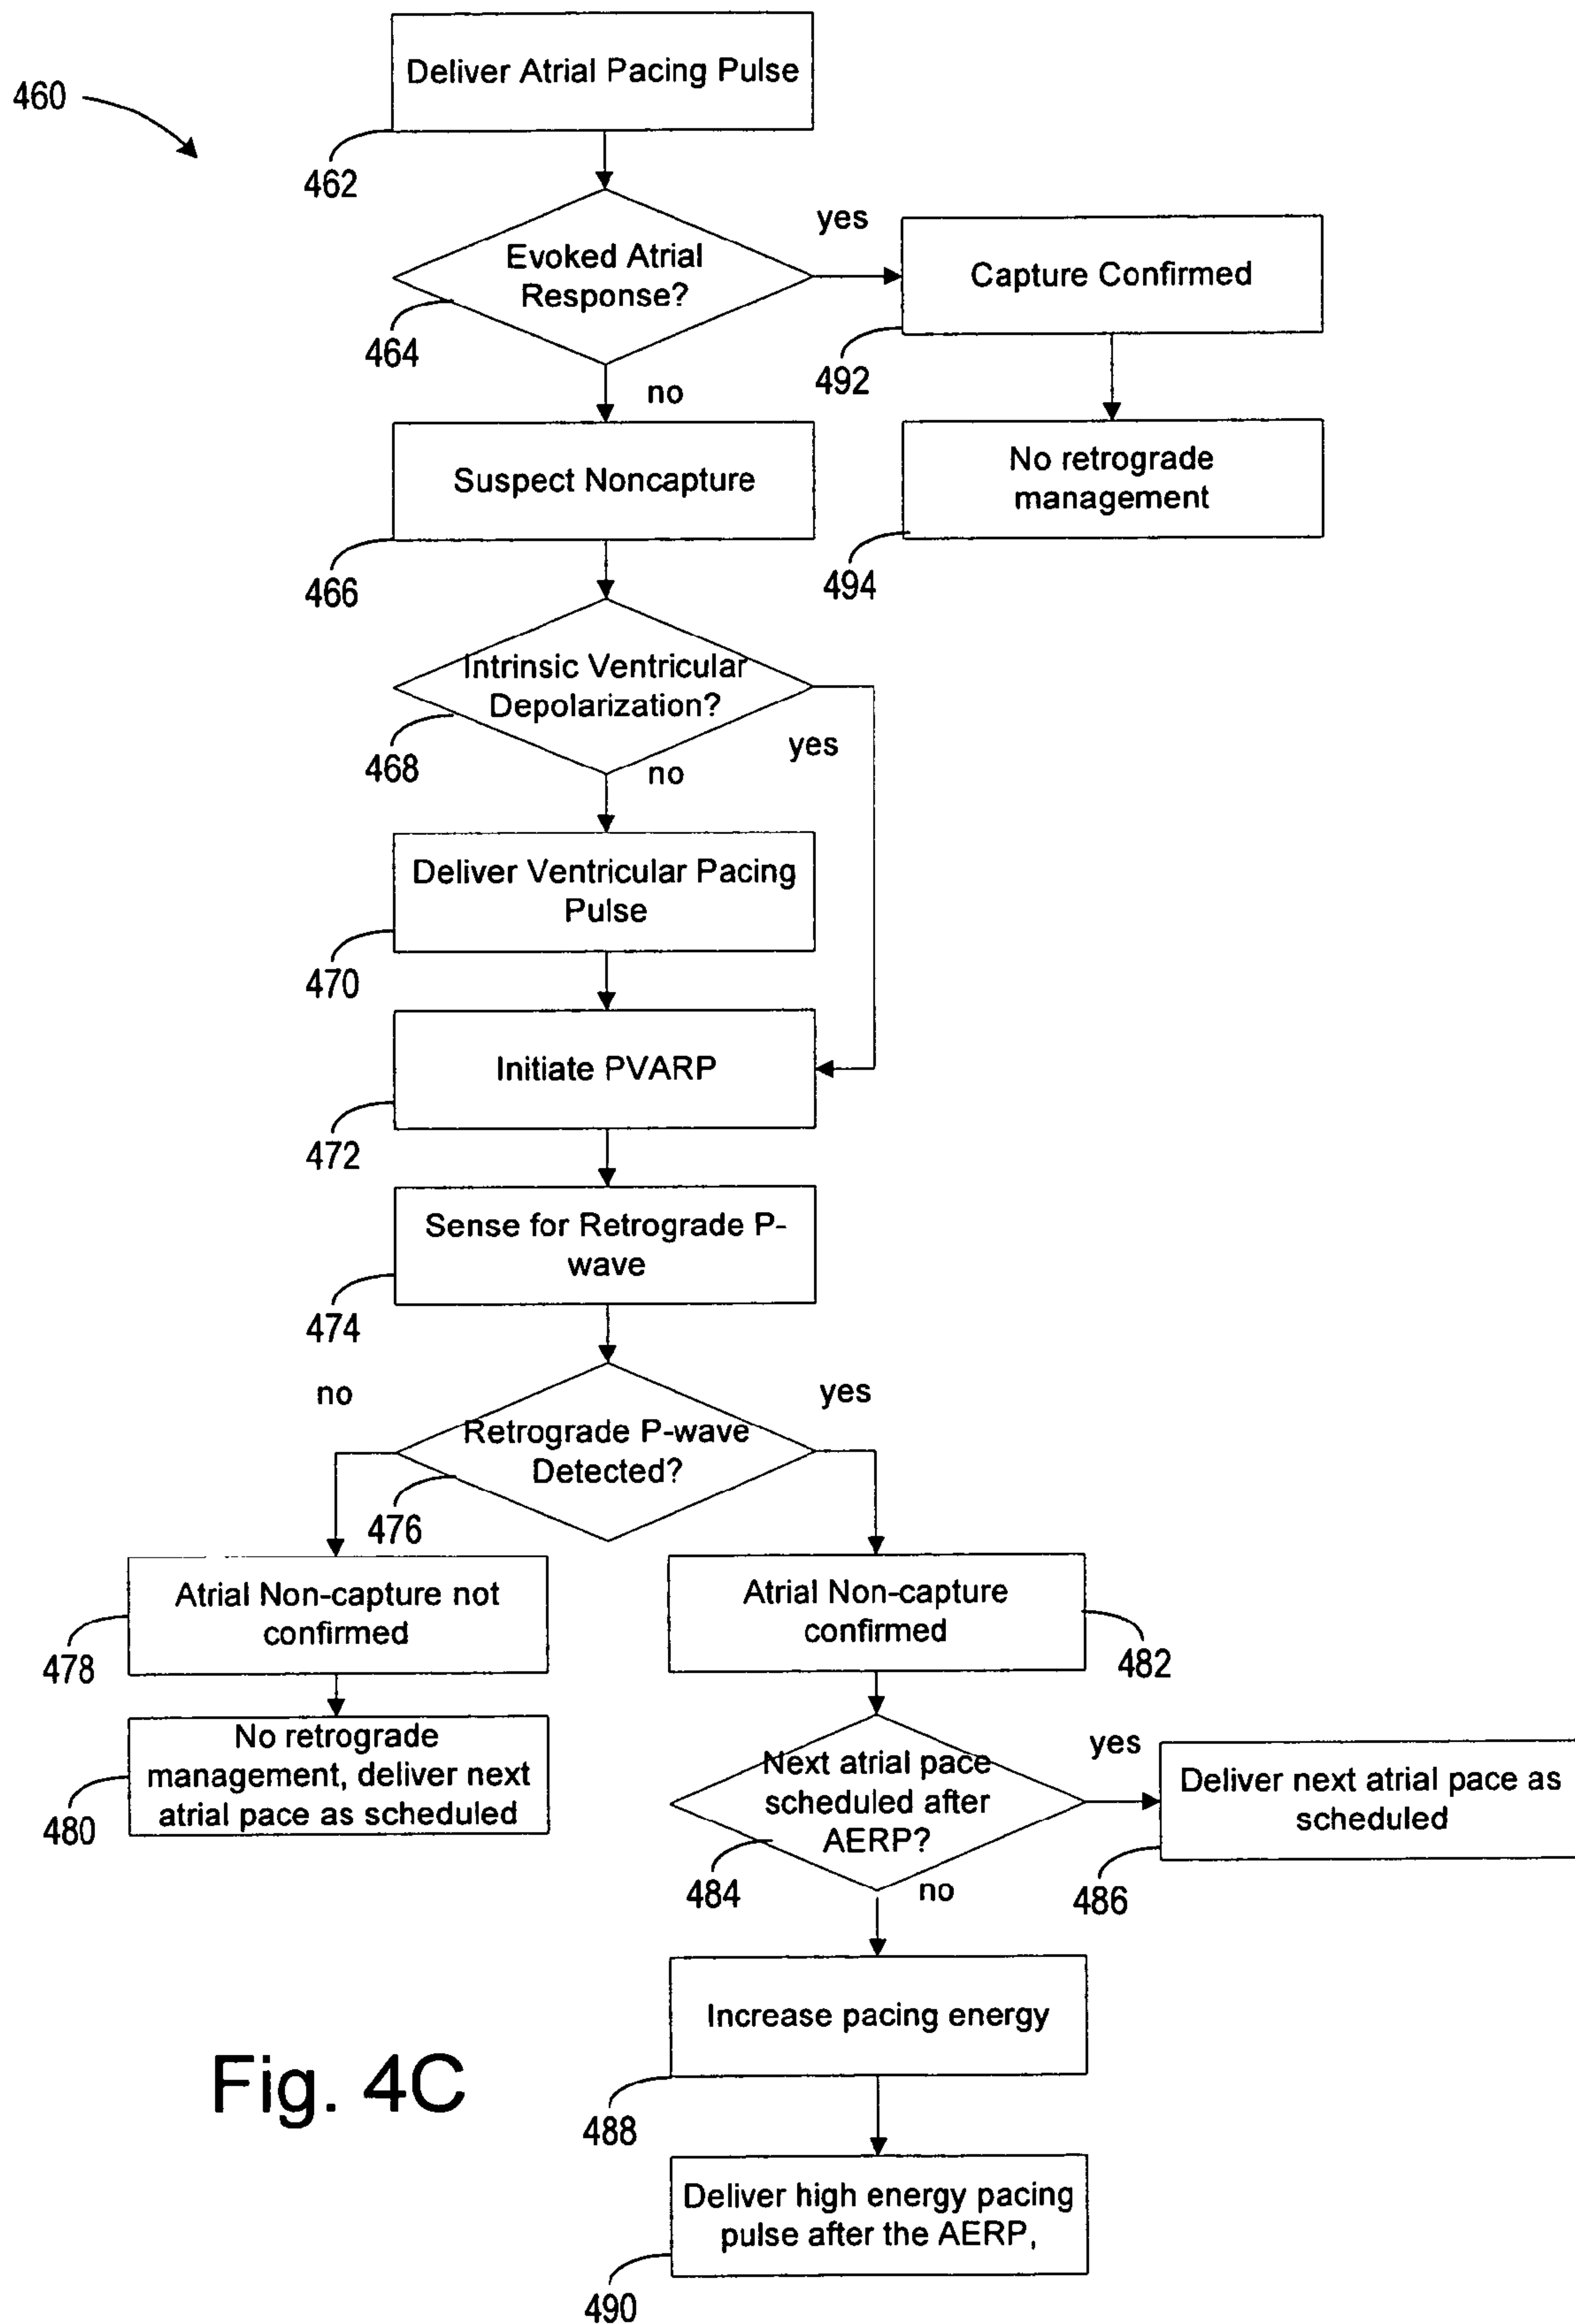 Deliver Atrial Pacing Pulse
460
462
yes
Evoked Atrial
Response?
Capture Confirmed
464
492
no
Suspect Noncapture
No retrograde
management
466
494
Intrinsic Ventricular
Depolarization?
yes
468
no
Deliver Ventricular Pacing
Pulse
470
Initiate PVARP
472
Sense for Retrograde P-
wave
474
no
yes
Retrograde P-wave
Detected?
476
Atrial Non-capture not
confirmed
Atrial Non-capture
confirmed
478
482
No retrograde
management, deliver next
atrial pace as scheduled
480
Next atrial pace
scheduled after
AERP?
yes
Deliver next atrial pace as
scheduled
484
no
486
Increase pacing energy
Fig. 4C
488
Deliver high energy pacing
pulse after the AERP,
490